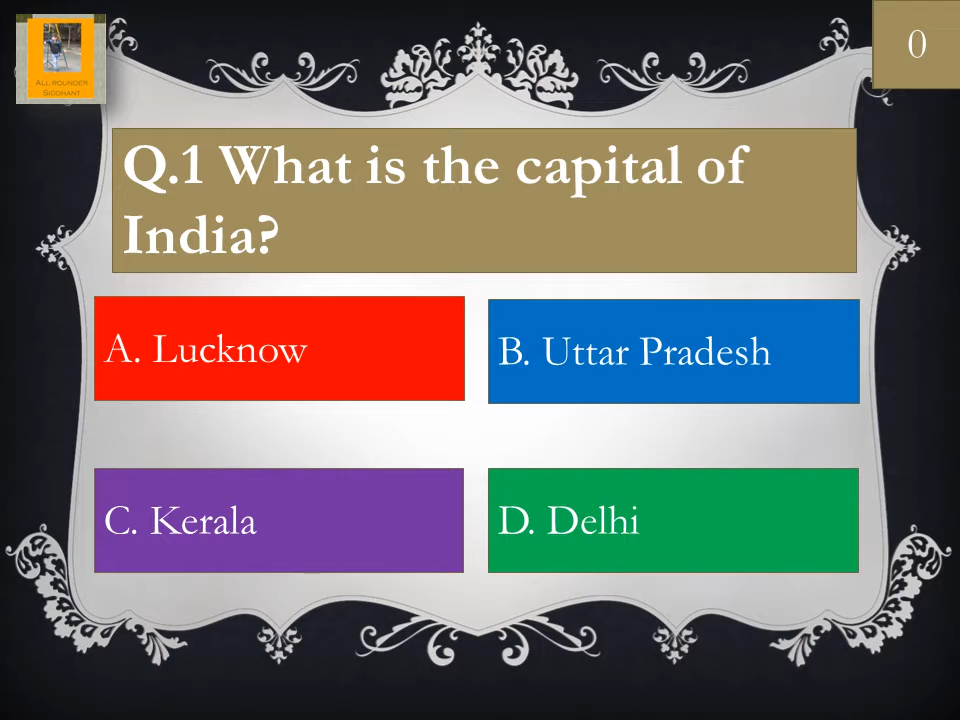 ALL ROUNDER
SIDDHANT
0
Q.1 What is the capital of
India?
A. Lucknow
B. Uttar Pradesh
C. Kerala
D. Delhi